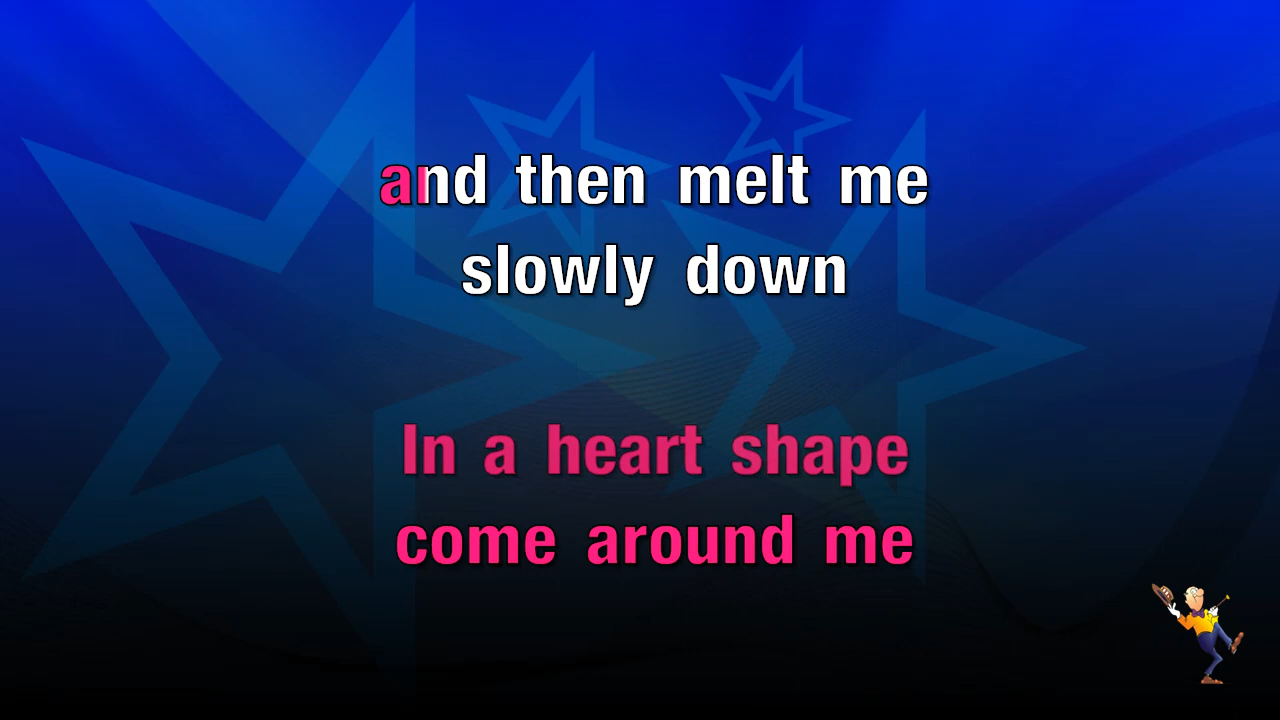 and then melt me
slowly down
In a heart shape
come around me